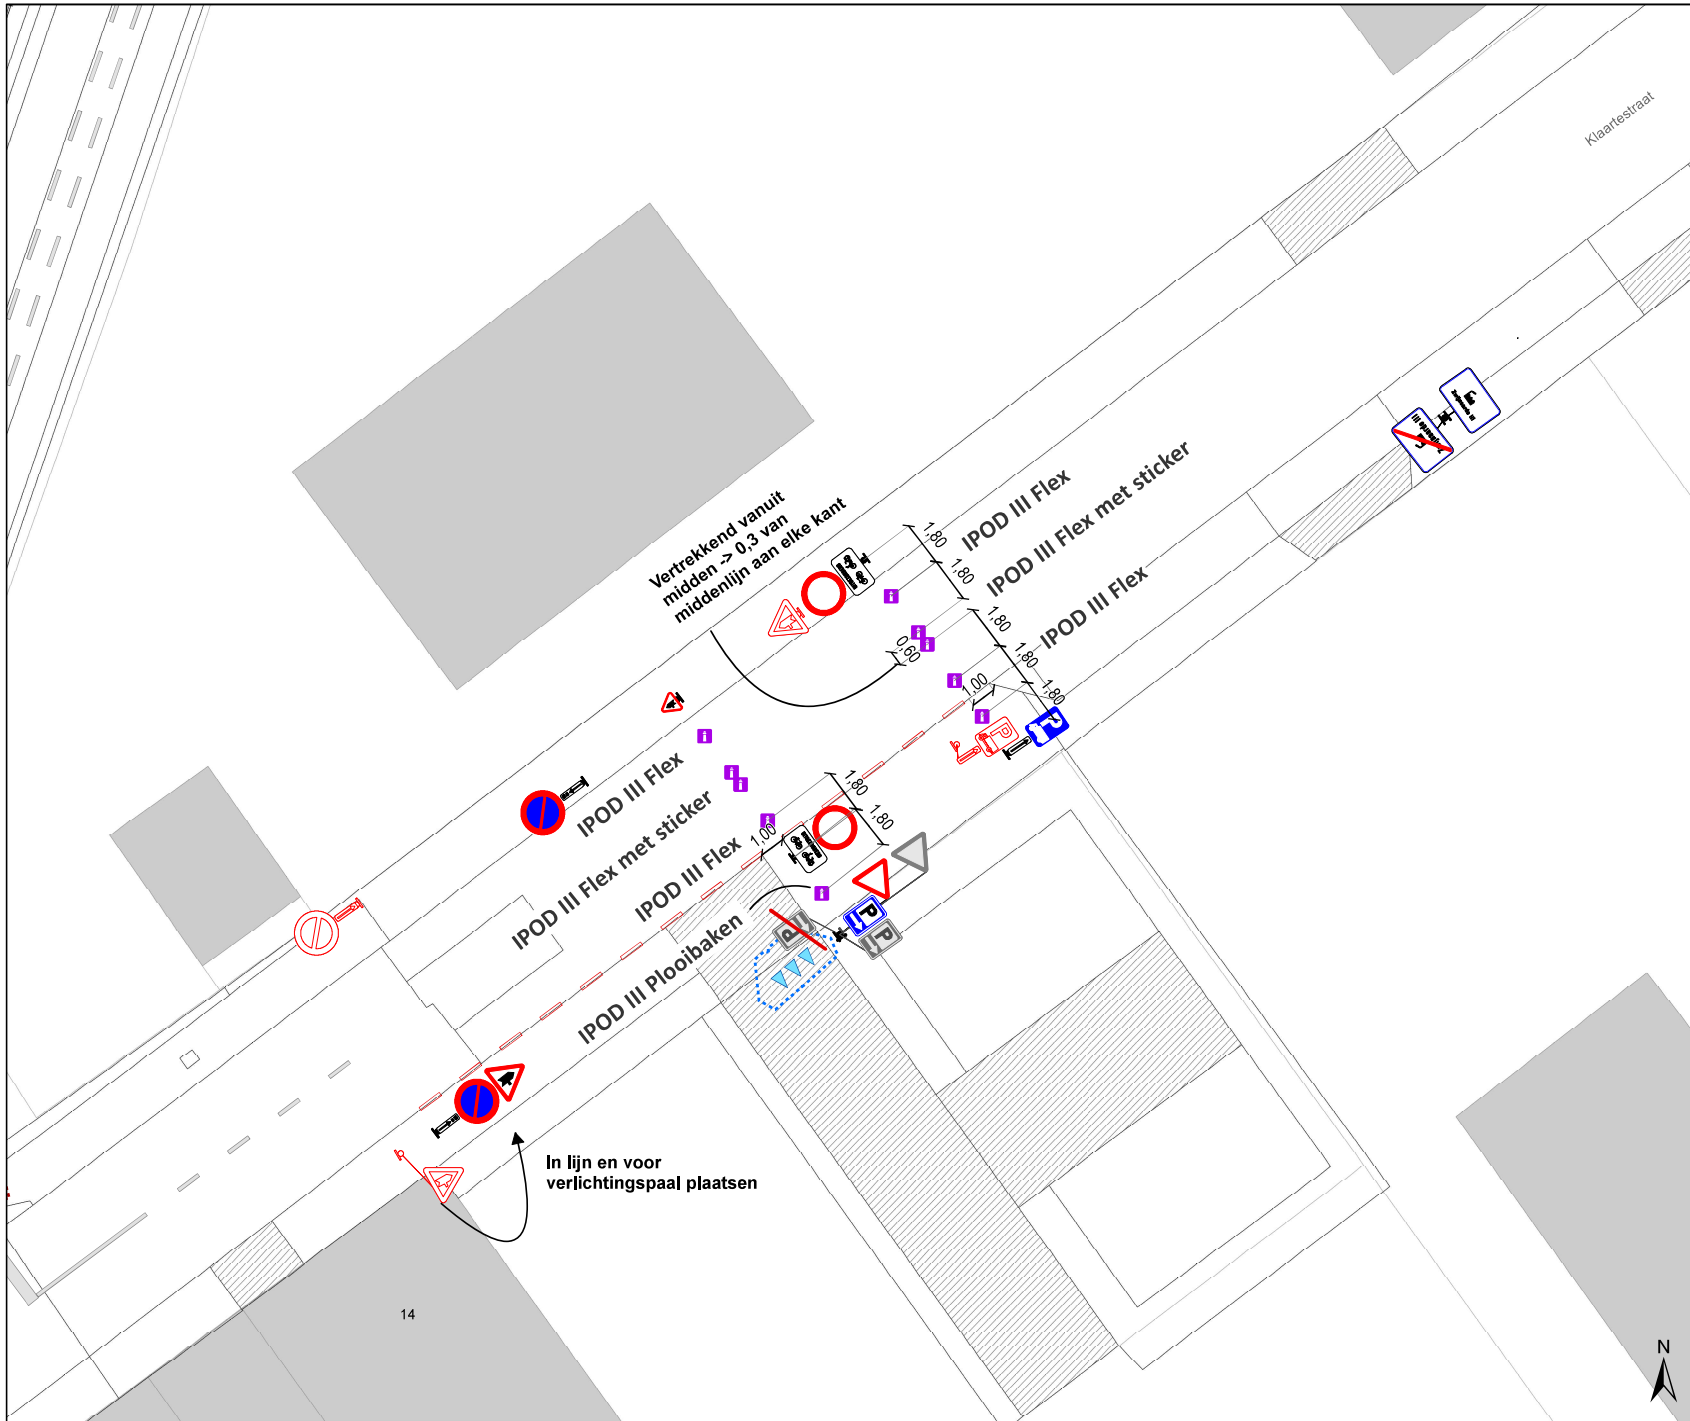 Klaartestraat
Vertrekkend vanuit
midden -> 0,3 van
middenlijn aan elke kant
IPOD III Flex
IPOD III Flex met sticker
IPOD III Flex
1,80
1,80
1,80
1,80
1,80
0,60
1,00
IPOD III Flex
IPOD III Flex met sticker
IPOD III Flex
IPOD III Plooibaken
1,80
1,80
1,00
P
P
P
P
P
In lijn en voor
verlichtingspaal plaatsen
14
N